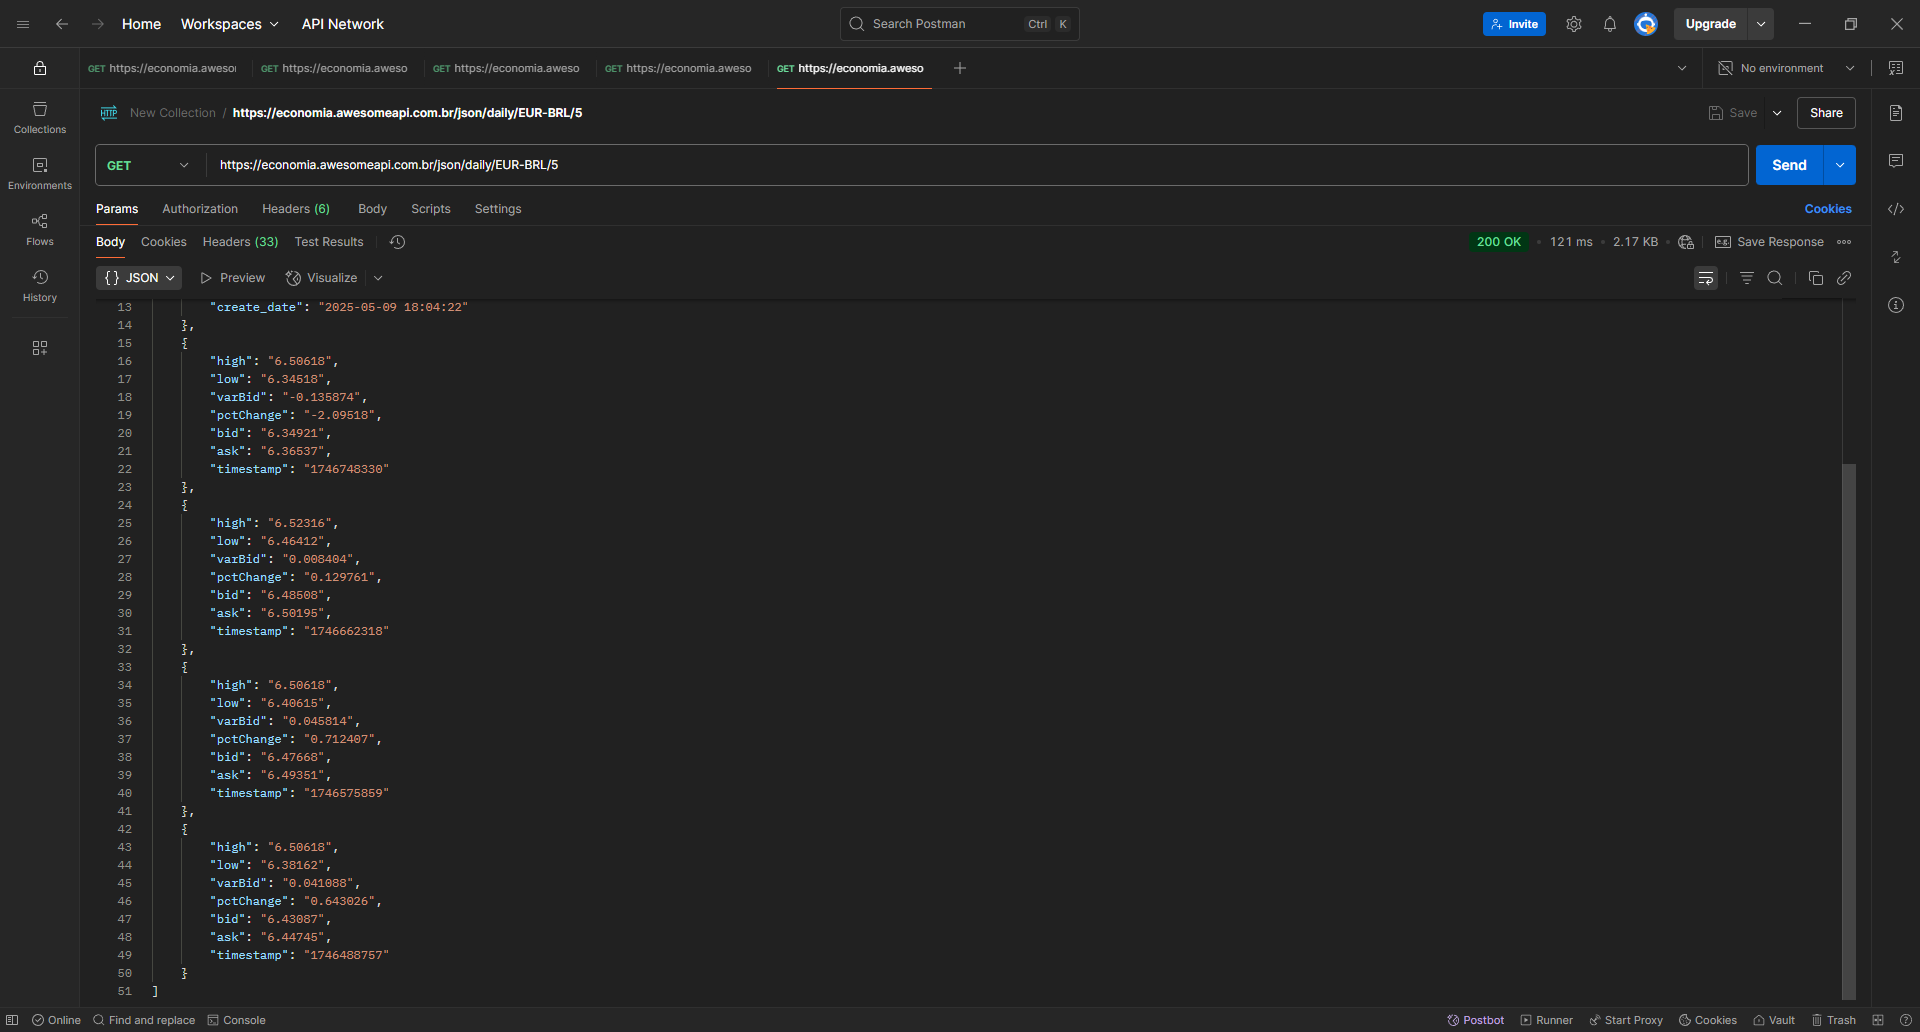 Home Workspaces API Network Search Postman Ctrl K Invite Upgrade
GET https://economia.aweso GET https://economia.aweso GET https://economia.aweso GET https://economia.aweso GET https://economia.aweso No environment
HTTP New Collection / https://economia.awesomeapi.com.br/json/daily/EUR-BRL/5 Save Share
GET https://economia.awesomeapi.com.br/json/daily/EUR-BRL/5 Send
Params Authorization Headers (6) Body Scripts Settings Cookies
Body Cookies Headers (33) Test Results 200 OK • 121 ms • 2.17 KB • e.g. Save Response
{} JSON Preview Visualize
Collections
Environments
Flows
History
13 "create_date": "2025-05-09 18:04:22"
14 },
15 {
16 "high": "6.50618",
17 "low": "6.34518",
18 "varBid": "-0.135874",
19 "pctChange": "-2.09518",
20 "bid": "6.34921",
21 "ask": "6.36537",
22 "timestamp": "1746748330"
23 },
24 {
25 "high": "6.52316",
26 "low": "6.46412",
27 "varBid": "0.008404",
28 "pctChange": "0.129761",
29 "bid": "6.48508",
30 "ask": "6.50195",
31 "timestamp": "1746662318"
32 },
33 {
34 "high": "6.50618",
35 "low": "6.40615",
36 "varBid": "0.045814",
37 "pctChange": "0.712407",
38 "bid": "6.47668",
39 "ask": "6.49351",
40 "timestamp": "1746575859"
41 },
42 {
43 "high": "6.50618",
44 "low": "6.38162",
45 "varBid": "0.041088",
46 "pctChange": "0.643026",
47 "bid": "6.43087",
48 "ask": "6.44745",
49 "timestamp": "1746488757"
50 }
51 ]
Online Find and replace Console Postbot Runner Start Proxy Cookies Vault Trash